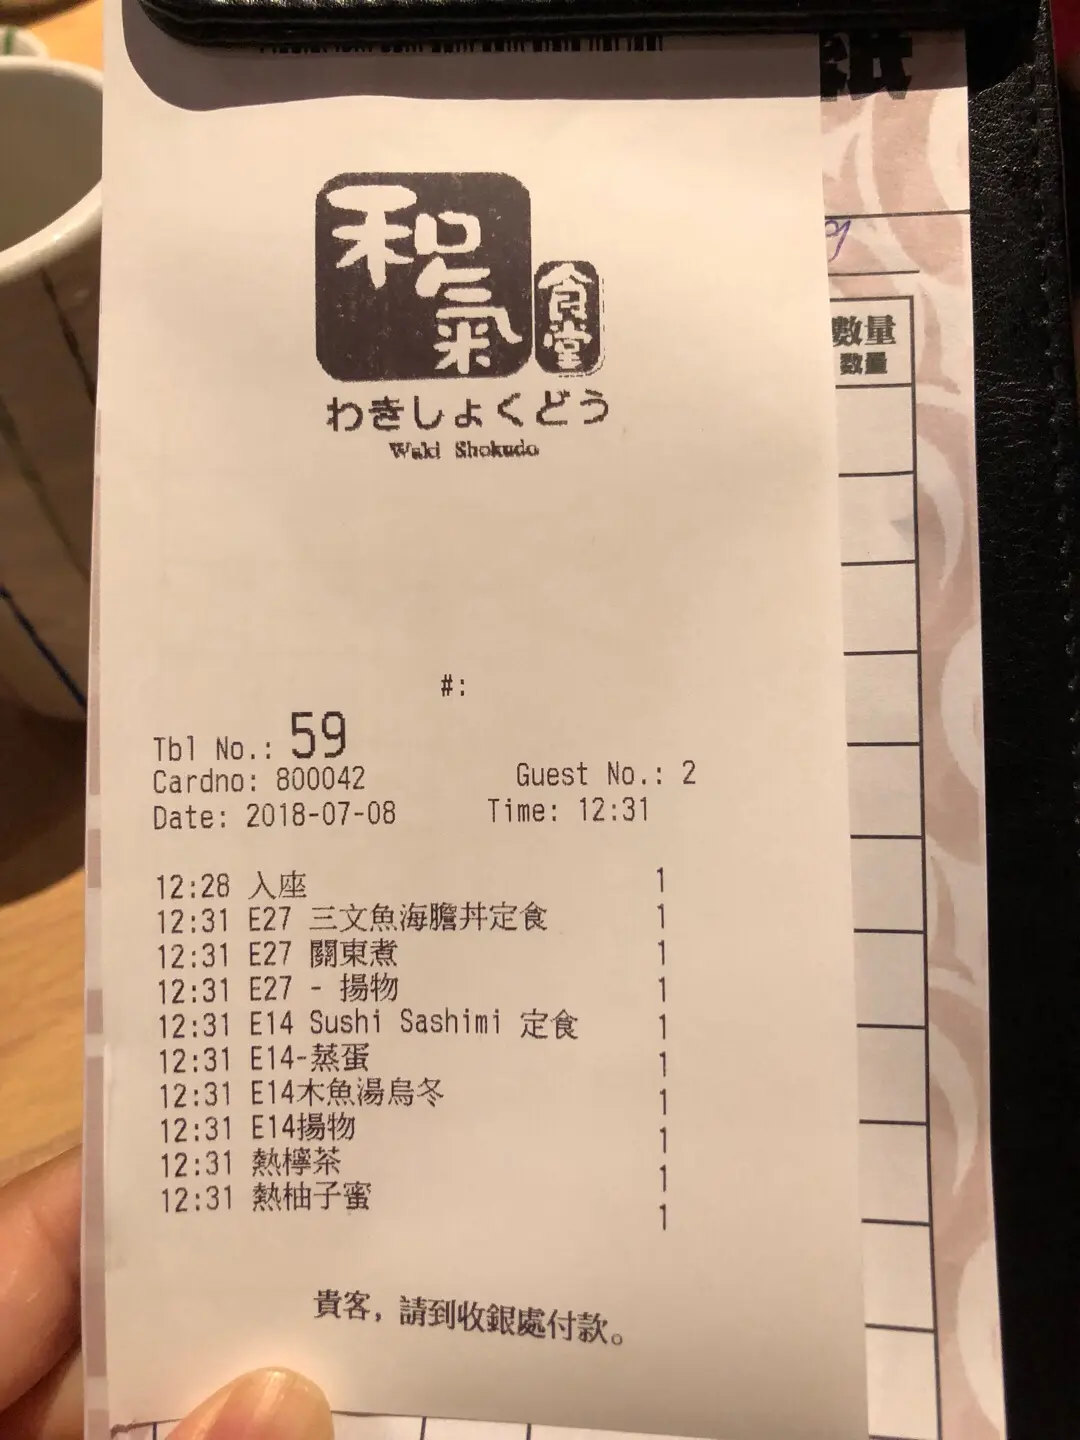 紙
和氣
食堂
わきしょくどう
Waki Shokudo
數量
数量
#:
Tbl No.: 59
Cardno: 800042 Guest No.: 2
Date: 2018-07-08 Time: 12:31
12:28 入座 1
12:31 E27 三文魚海膽丼定食 1
12:31 E27 關東煮 1
12:31 E27 - 揚物 1
12:31 E14 Sushi Sashimi 定食 1
12:31 E14-蒸蛋 1
12:31 E14木魚湯烏冬 1
12:31 E14揚物 1
12:31 熱檸茶 1
12:31 熱柚子蜜 1
貴客，請到收銀處付款。